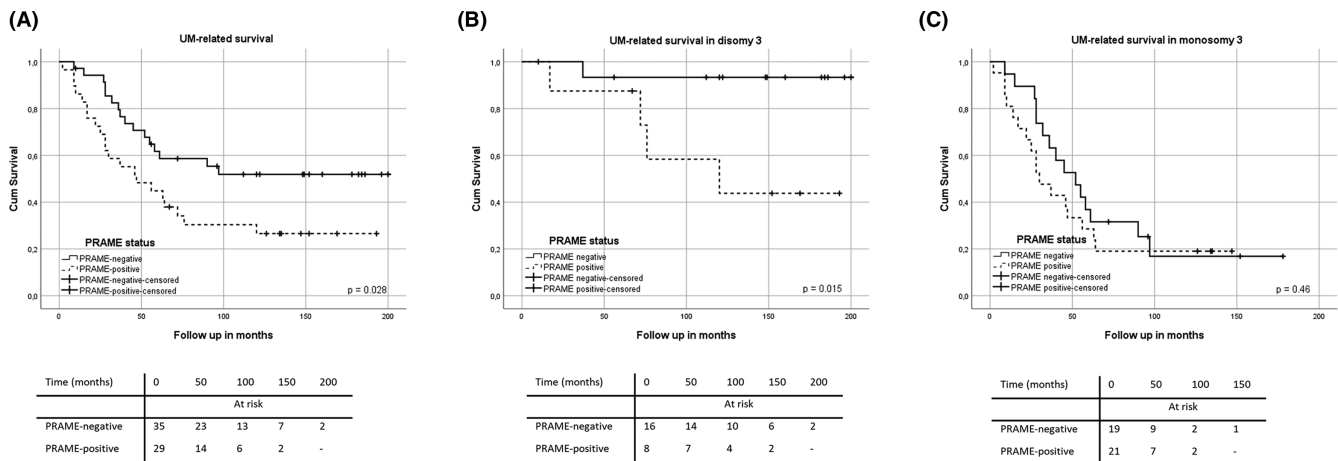 (A)
UM-related survival
Cum Survival
1,0
0,8
0,6
0,4
0,2
0,0
PRAME status
PRAME-negative
PRAME-positive
PRAME-negative-censored
PRAME-positive-censored
p = 0.028
0 50 100 150 200
Follow up in months
Time (months) 0 50 100 150 200
At risk
PRAME-negative 35 23 13 7 2
PRAME-positive 29 14 6 2 -
(B)
UM-related survival in disomy 3
Cum Survival
1,0
0,8
0,6
0,4
0,2
0,0
PRAME status
PRAME negative
PRAME positive
PRAME negative-censored
PRAME positive-censored
p = 0.015
0 50 100 150 200
Follow up in months
Time (months) 0 50 100 150 200
At risk
PRAME-negative 16 14 10 6 2
PRAME-positive 8 7 4 2 -
(C)
UM-related survival in monosomy 3
Cum Survival
1,0
0,8
0,6
0,4
0,2
0,0
PRAME status
PRAME negative
PRAME positive
PRAME negative-censored
PRAME positive-censored
p = 0.46
0 50 100 150 200
Follow up in months
Time (months) 0 50 100 150
At risk
PRAME-negative 19 9 2 1
PRAME-positive 21 7 2 -